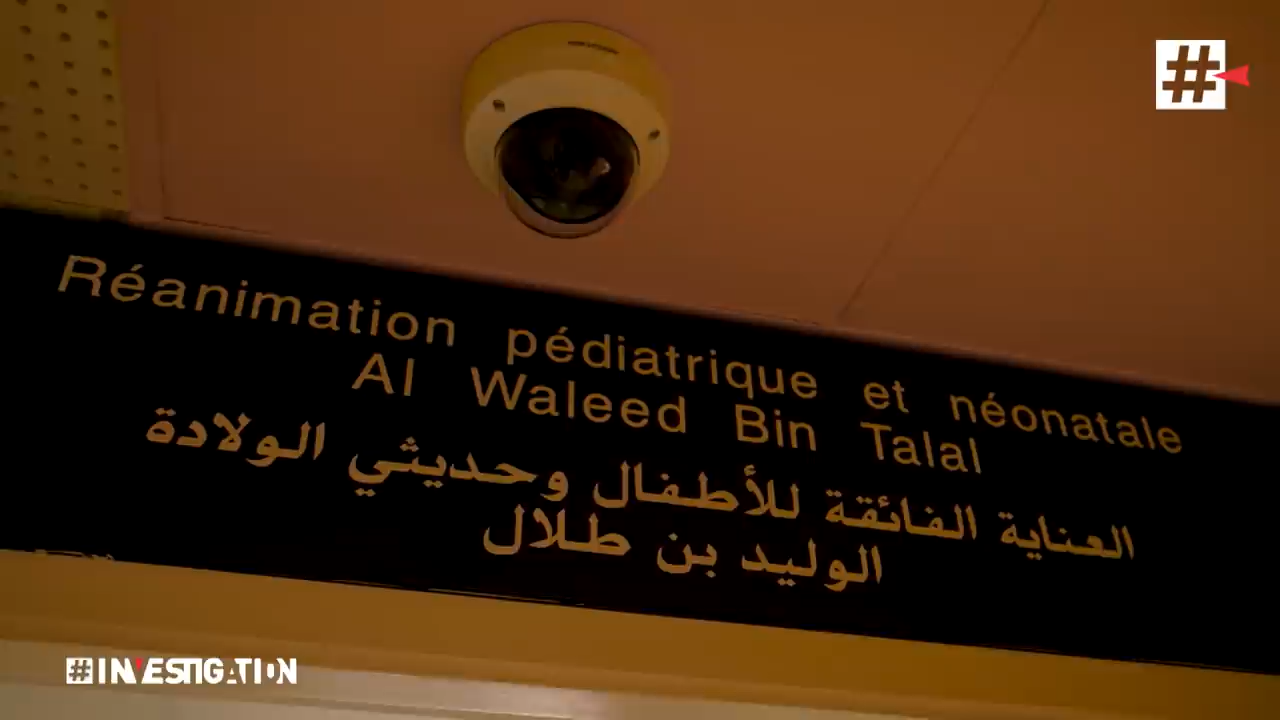 #
Réanimation pédiatrique et néonatale
Al Waleed Bin Talal
العناية الفائقة للأطفال وحديثي الولادة
الوليد بن طلال
#INVESTIGATION